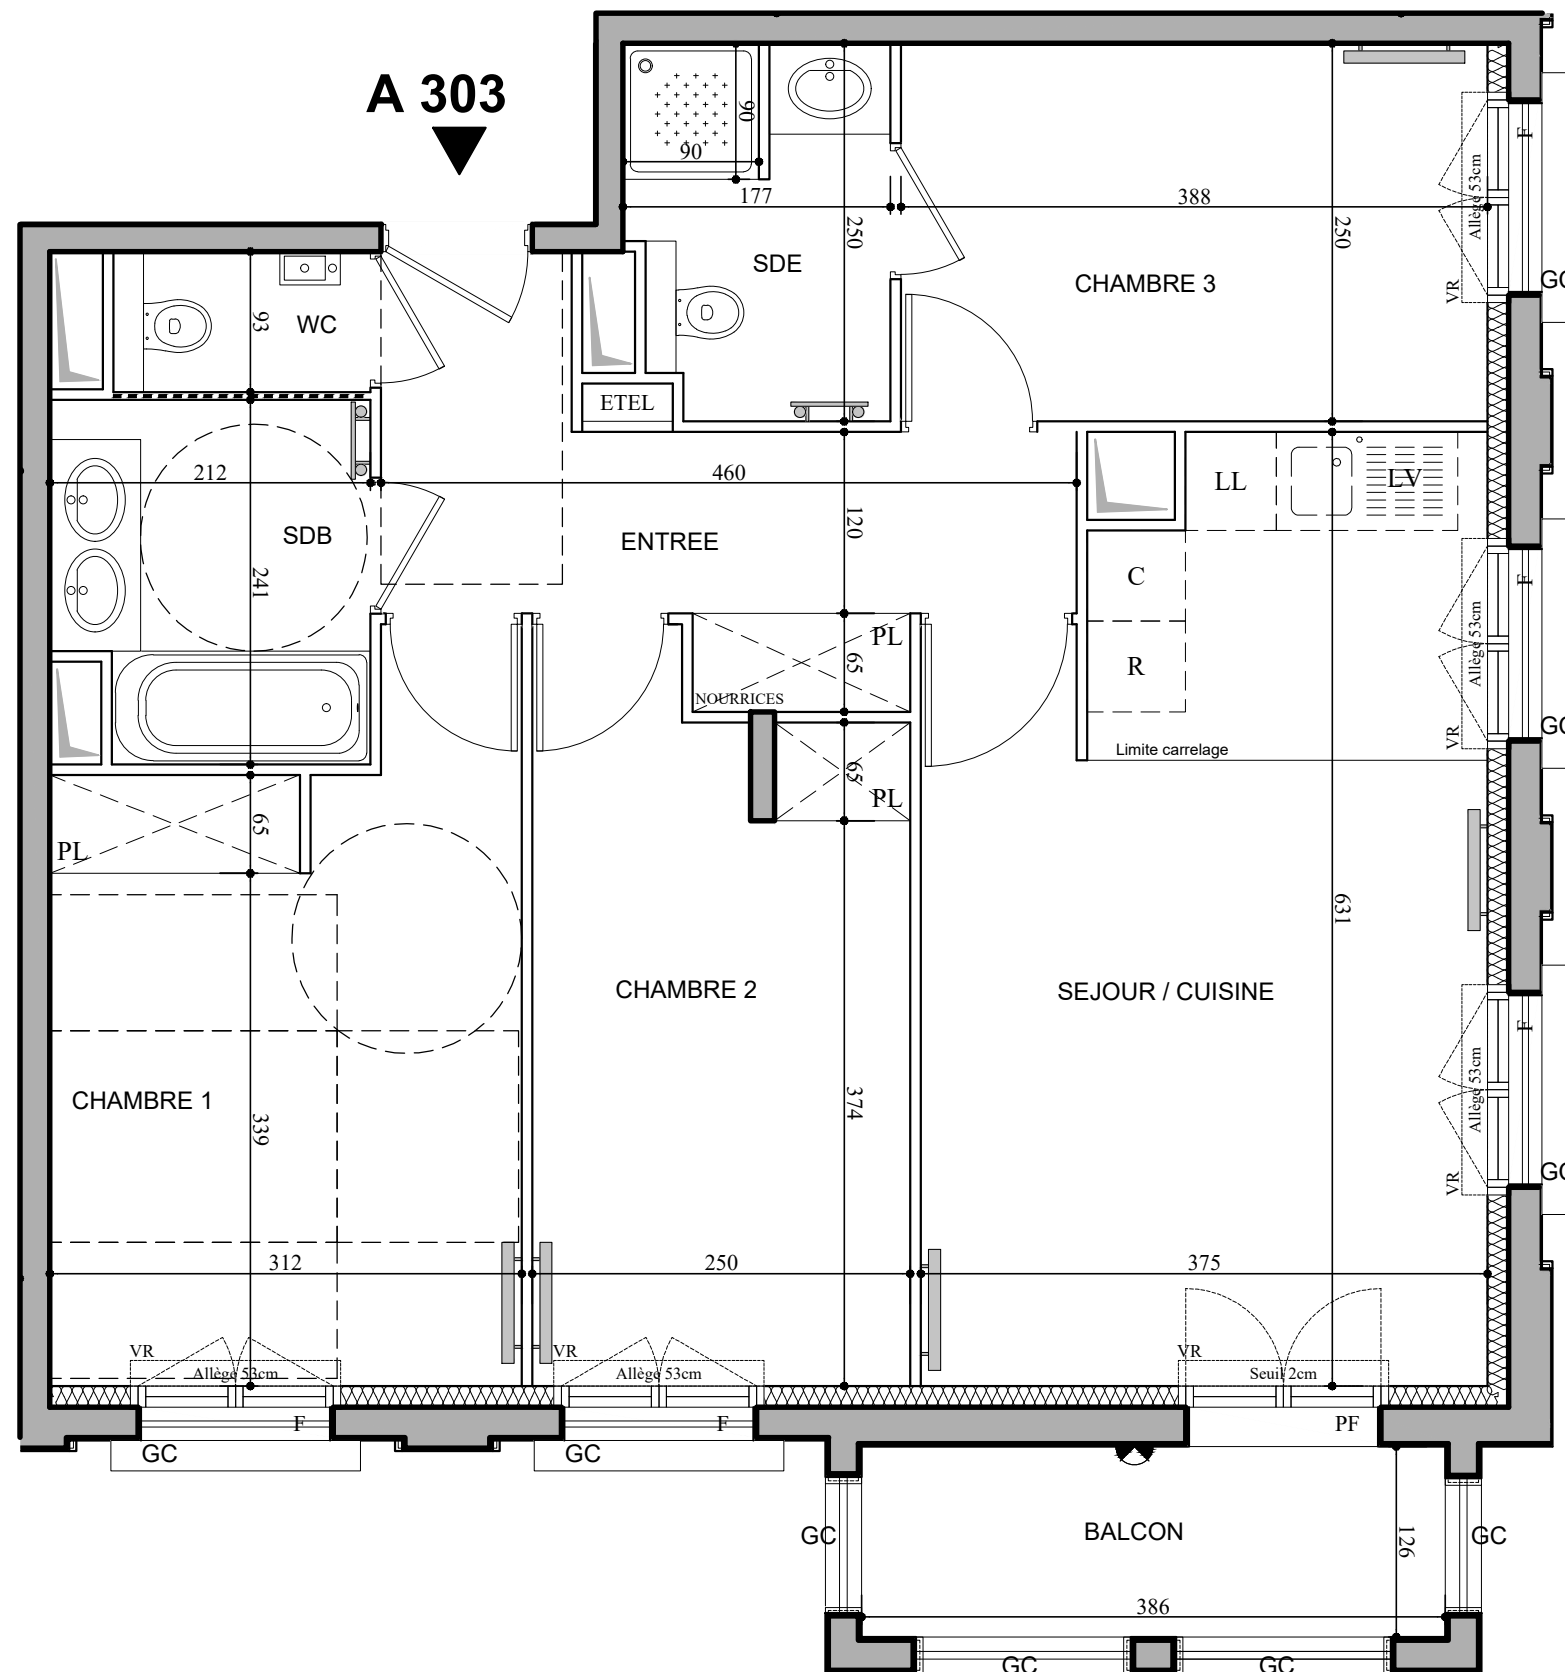 A 303
90
90
177
388
250
250
Allège 53cm
F
VR
GC
SDE
CHAMBRE 3
93
WC
ETEL
212
460
LL
LV
SDB
ENTREE
120
241
C
R
PL
65
NOURRICES
Allège 53cm
F
VR
GC
Limite carrelage
65
PL
65
PL
631
CHAMBRE 2
SEJOUR / CUISINE
CHAMBRE 1
339
374
Allège 53cm
F
VR
GC
312
250
375
VR
Allège 53cm
VR
Allège 53cm
VR
Seuil 2cm
F
F
PF
GC
GC
GC
BALCON
126
GC
386
GC
GC